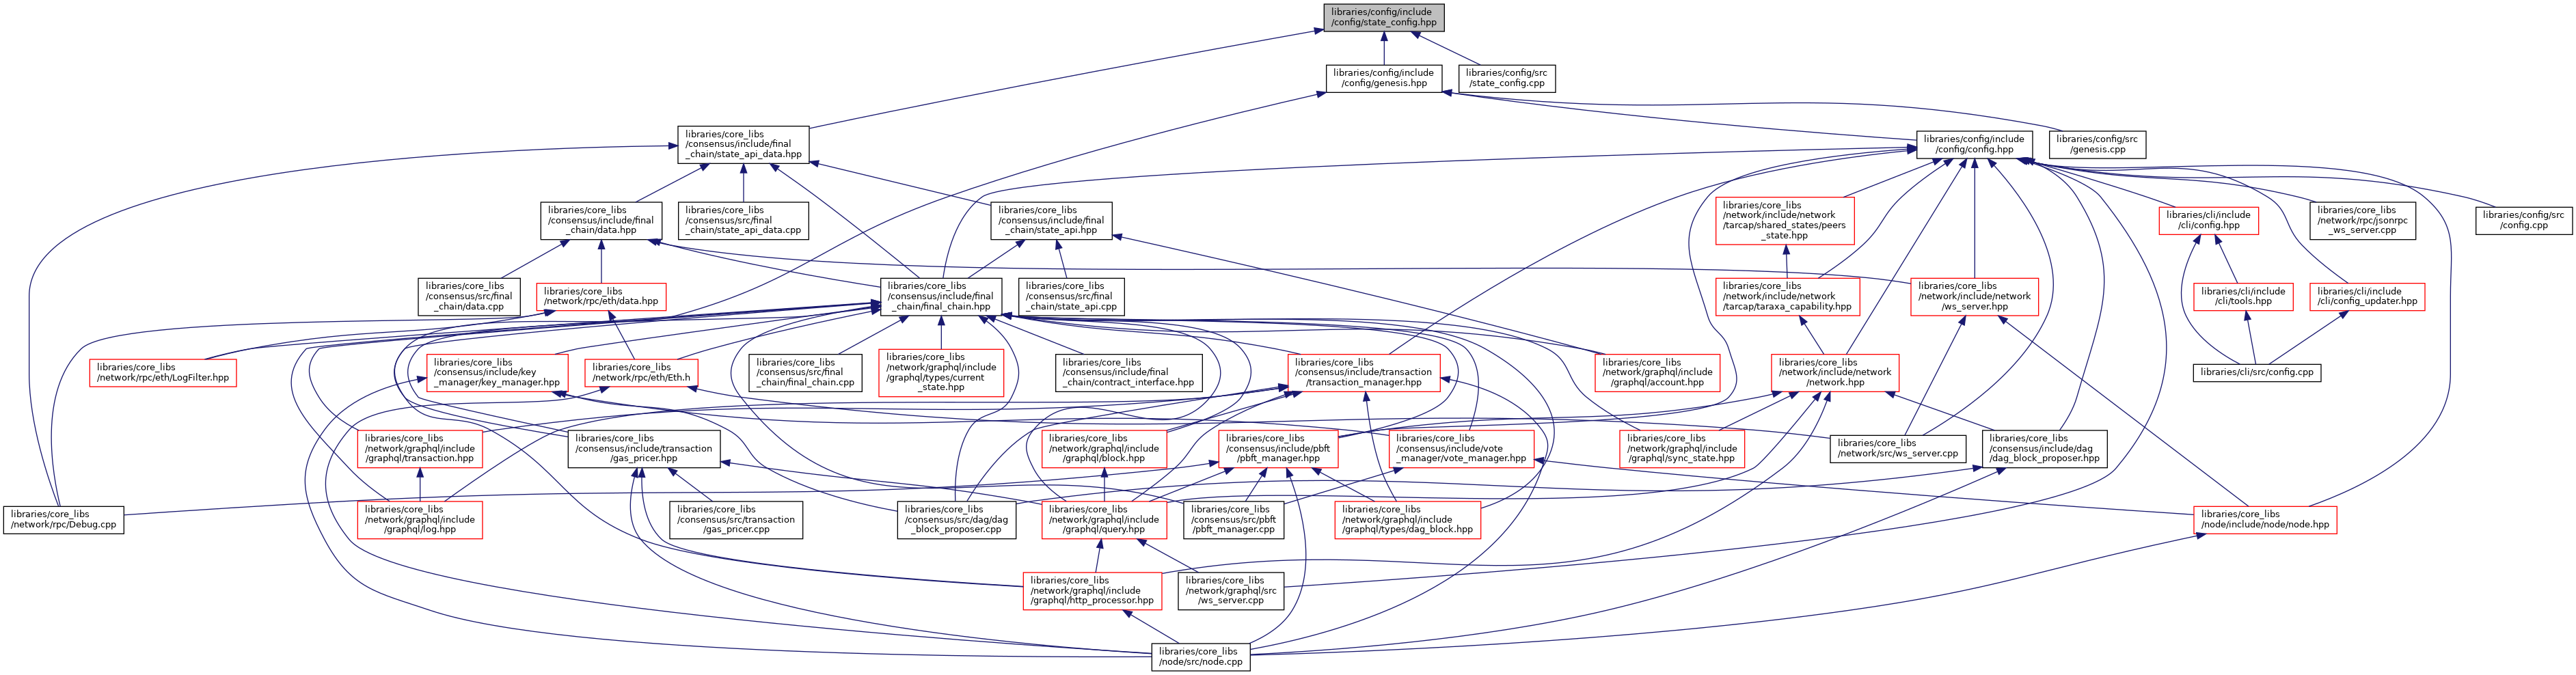 libraries/config/include
/config/state_config.hpp
libraries/config/include
/config/genesis.hpp
libraries/config/src
/state_config.cpp
libraries/core_libs
/consensus/include/final
_chain/state_api_data.hpp
libraries/config/include
/config/config.hpp
libraries/config/src
/genesis.cpp
libraries/core_libs
/consensus/include/final
_chain/data.hpp
libraries/core_libs
/consensus/src/final
_chain/state_api_data.cpp
libraries/core_libs
/consensus/include/final
_chain/state_api.hpp
libraries/core_libs
/network/include/network
/tarcap/shared_states/peers
_state.hpp
libraries/cli/include
/cli/config.hpp
libraries/core_libs
/network/rpc/jsonrpc
_ws_server.cpp
libraries/config/src
/config.cpp
libraries/core_libs
/consensus/src/final
_chain/data.cpp
libraries/core_libs
/network/rpc/eth/data.hpp
libraries/core_libs
/consensus/include/final
_chain/final_chain.hpp
libraries/core_libs
/consensus/src/final
_chain/state_api.cpp
libraries/core_libs
/network/include/network
/tarcap/taraxa_capability.hpp
libraries/core_libs
/network/include/network
/ws_server.hpp
libraries/cli/include
/cli/tools.hpp
libraries/cli/include
/cli/config_updater.hpp
libraries/core_libs
/network/rpc/eth/LogFilter.hpp
libraries/core_libs
/consensus/include/key
_manager/key_manager.hpp
libraries/core_libs
/network/rpc/eth/Eth.h
libraries/core_libs
/consensus/src/final
_chain/final_chain.cpp
libraries/core_libs
/network/graphql/include
/graphql/types/current
_state.hpp
libraries/core_libs
/consensus/include/final
_chain/contract_interface.hpp
libraries/core_libs
/consensus/include/transaction
/transaction_manager.hpp
libraries/core_libs
/network/graphql/include
/graphql/account.hpp
libraries/core_libs
/network/include/network
/network.hpp
libraries/cli/src/config.cpp
libraries/core_libs
/network/graphql/include
/graphql/transaction.hpp
libraries/core_libs
/consensus/include/transaction
/gas_pricer.hpp
libraries/core_libs
/network/graphql/include
/graphql/block.hpp
libraries/core_libs
/consensus/include/pbft
/pbft_manager.hpp
libraries/core_libs
/consensus/include/vote
_manager/vote_manager.hpp
libraries/core_libs
/network/graphql/include
/graphql/sync_state.hpp
libraries/core_libs
/network/src/ws_server.cpp
libraries/core_libs
/consensus/include/dag
/dag_block_proposer.hpp
libraries/core_libs
/network/rpc/Debug.cpp
libraries/core_libs
/network/graphql/include
/graphql/log.hpp
libraries/core_libs
/consensus/src/transaction
/gas_pricer.cpp
libraries/core_libs
/consensus/src/dag/dag
_block_proposer.cpp
libraries/core_libs
/network/graphql/include
/graphql/query.hpp
libraries/core_libs
/consensus/src/pbft
/pbft_manager.cpp
libraries/core_libs
/network/graphql/include
/graphql/types/dag_block.hpp
libraries/core_libs
/node/include/node/node.hpp
libraries/core_libs
/network/graphql/include
/graphql/http_processor.hpp
libraries/core_libs
/network/graphql/src
/ws_server.cpp
libraries/core_libs
/node/src/node.cpp